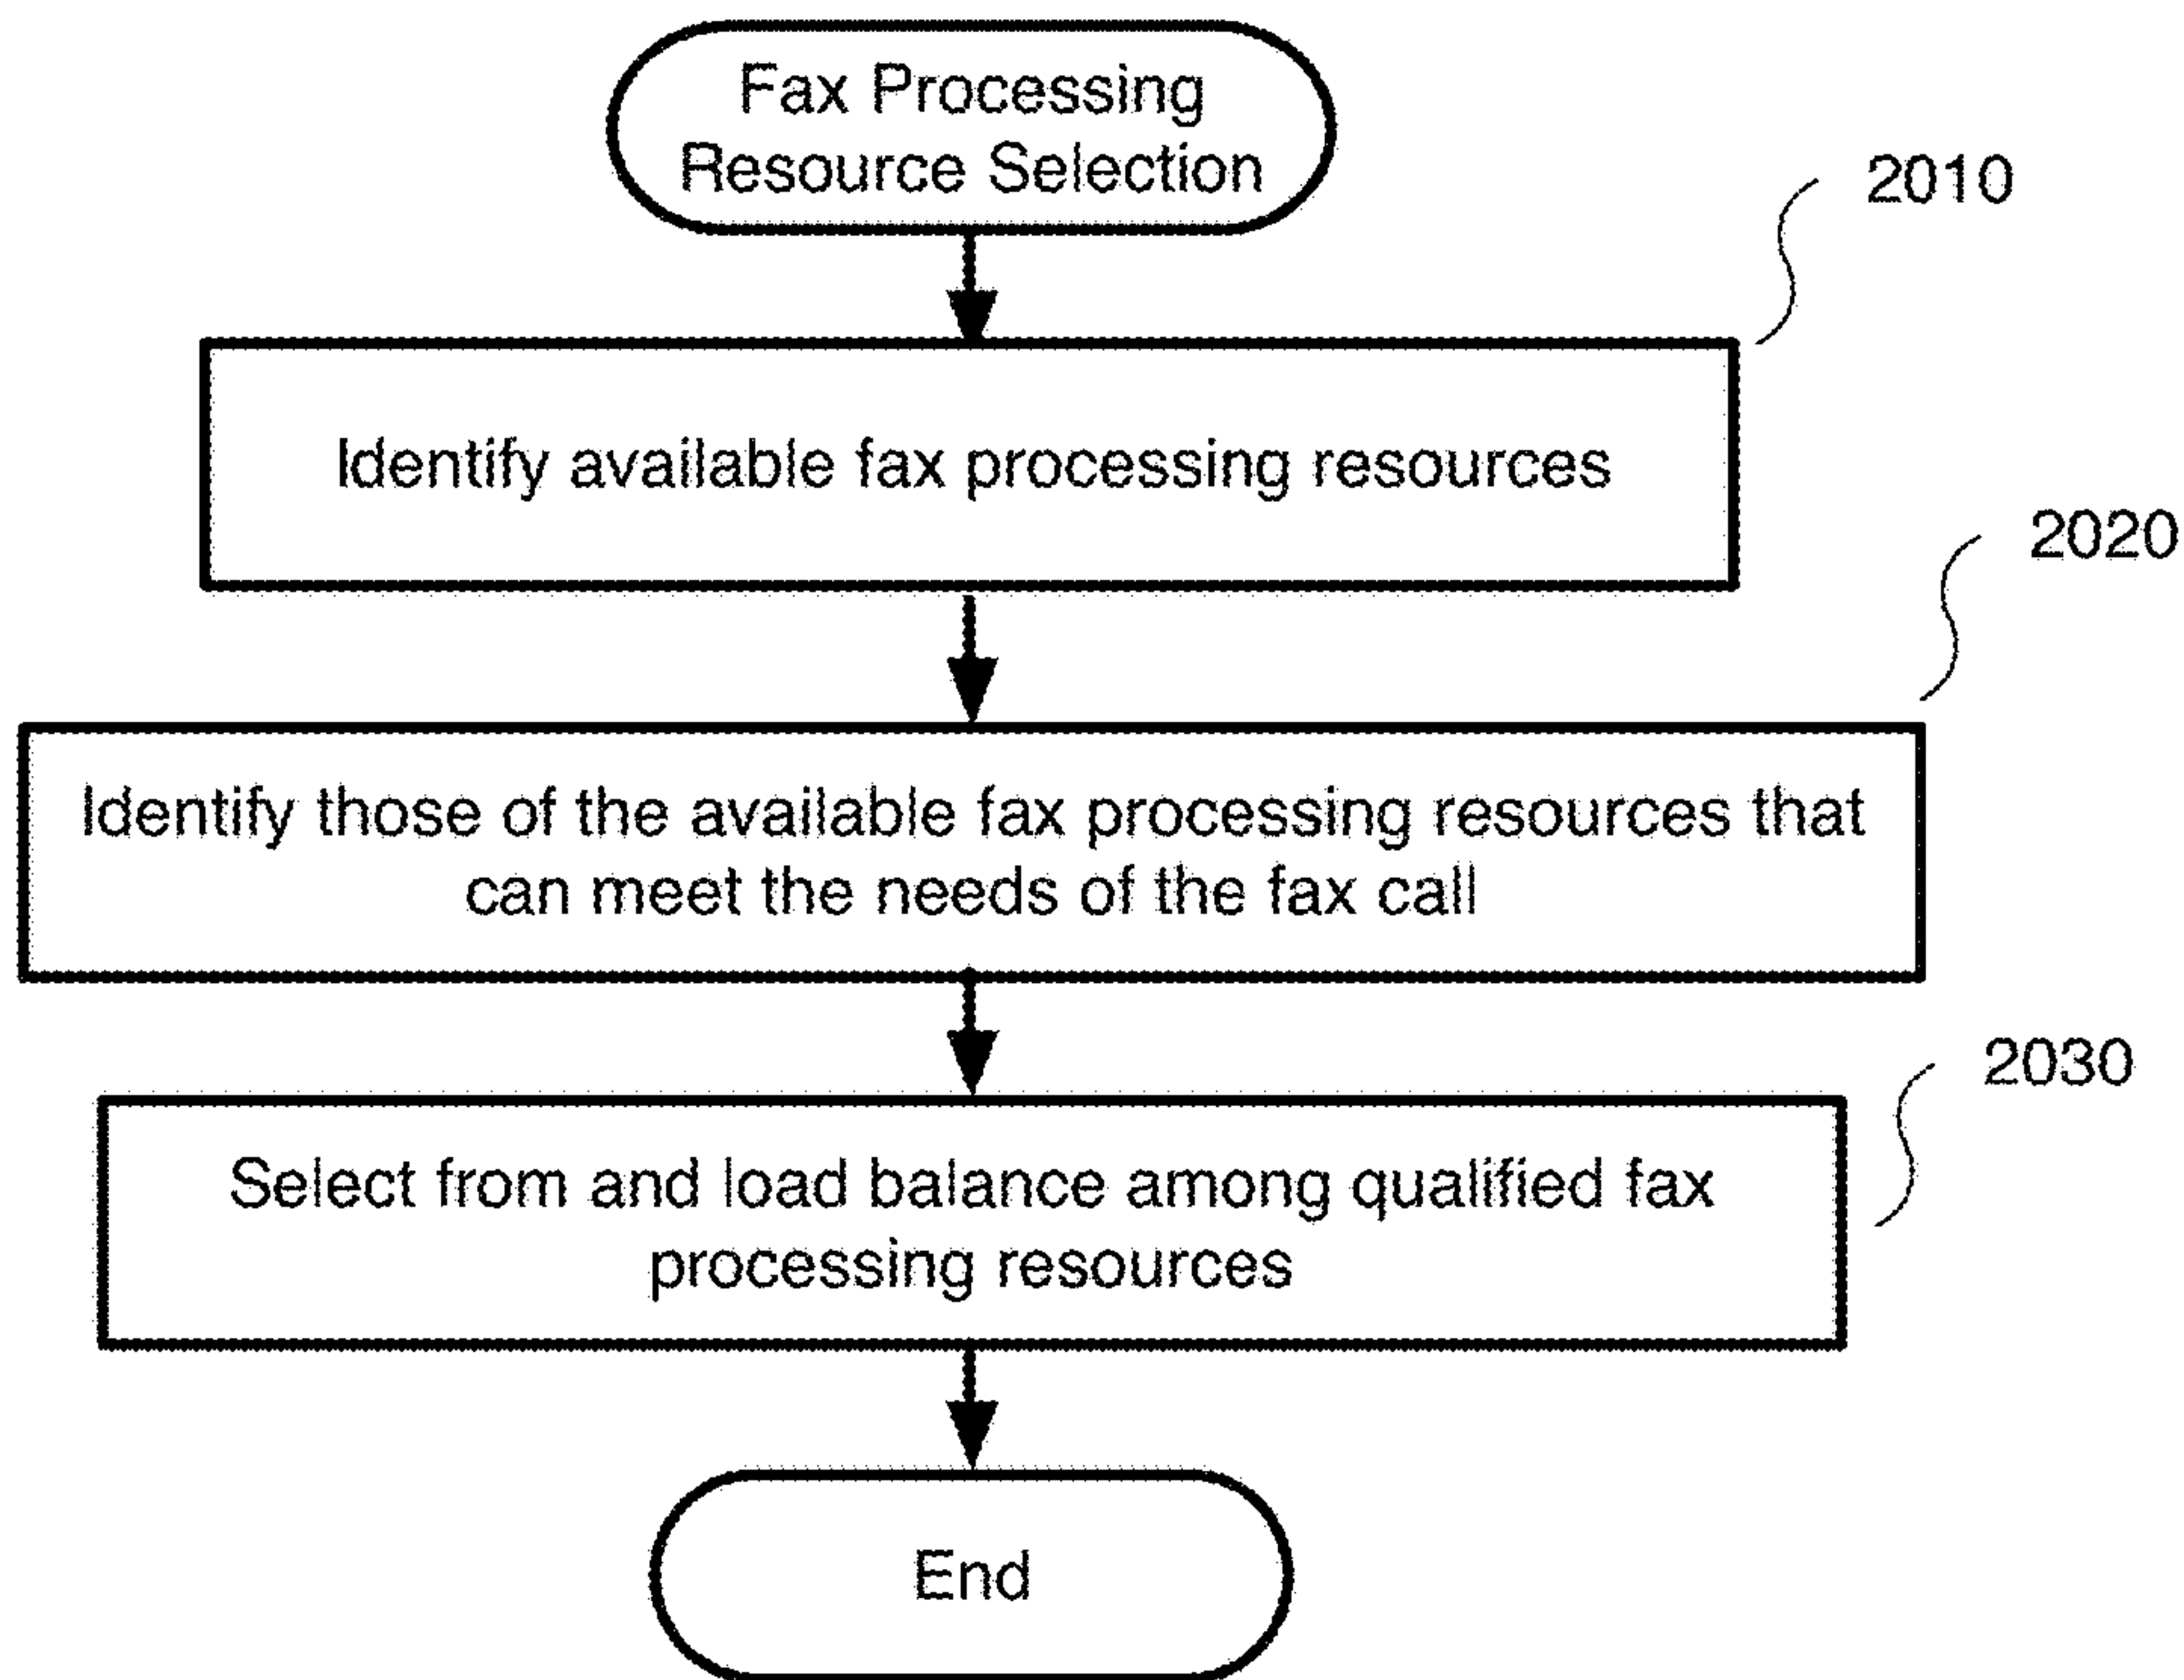 Fax Processing
Resource Selection
2010
Identify available fax processing resources
2020
Identify those of the available fax processing resources that
can meet the needs of the fax call
2030
Select from and load balance among qualified fax
processing resources
End